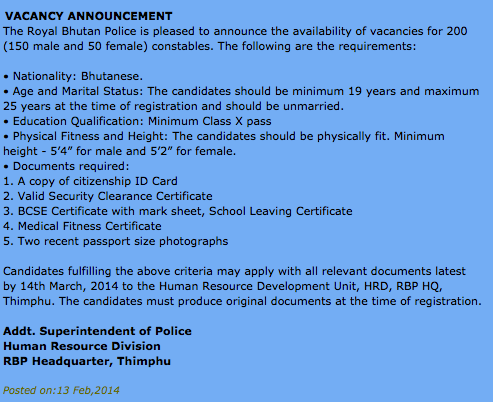 VACANCY ANNOUNCEMENT
The Royal Bhutan Police is pleased to announce the availability of vacancies for 200
(150 male and 50 female) constables. The following are the requirements:
• Nationality: Bhutanese.
• Age and Marital Status: The candidates should be minimum 19 years and maximum
25 years at the time of registration and should be unmarried.
• Education Qualification: Minimum Class X pass
• Physical Fitness and Height: The candidates should be physically fit. Minimum
height - 5’4” for male and 5’2” for female.
• Documents required:
1. A copy of citizenship ID Card
2. Valid Security Clearance Certificate
3. BCSE Certificate with mark sheet, School Leaving Certificate
4. Medical Fitness Certificate
5. Two recent passport size photographs
Candidates fulfilling the above criteria may apply with all relevant documents latest
by 14th March, 2014 to the Human Resource Development Unit, HRD, RBP HQ,
Thimphu. The candidates must produce original documents at the time of registration.
Addt. Superintendent of Police
Human Resource Division
RBP Headquarter, Thimphu
Posted on:13 Feb,2014